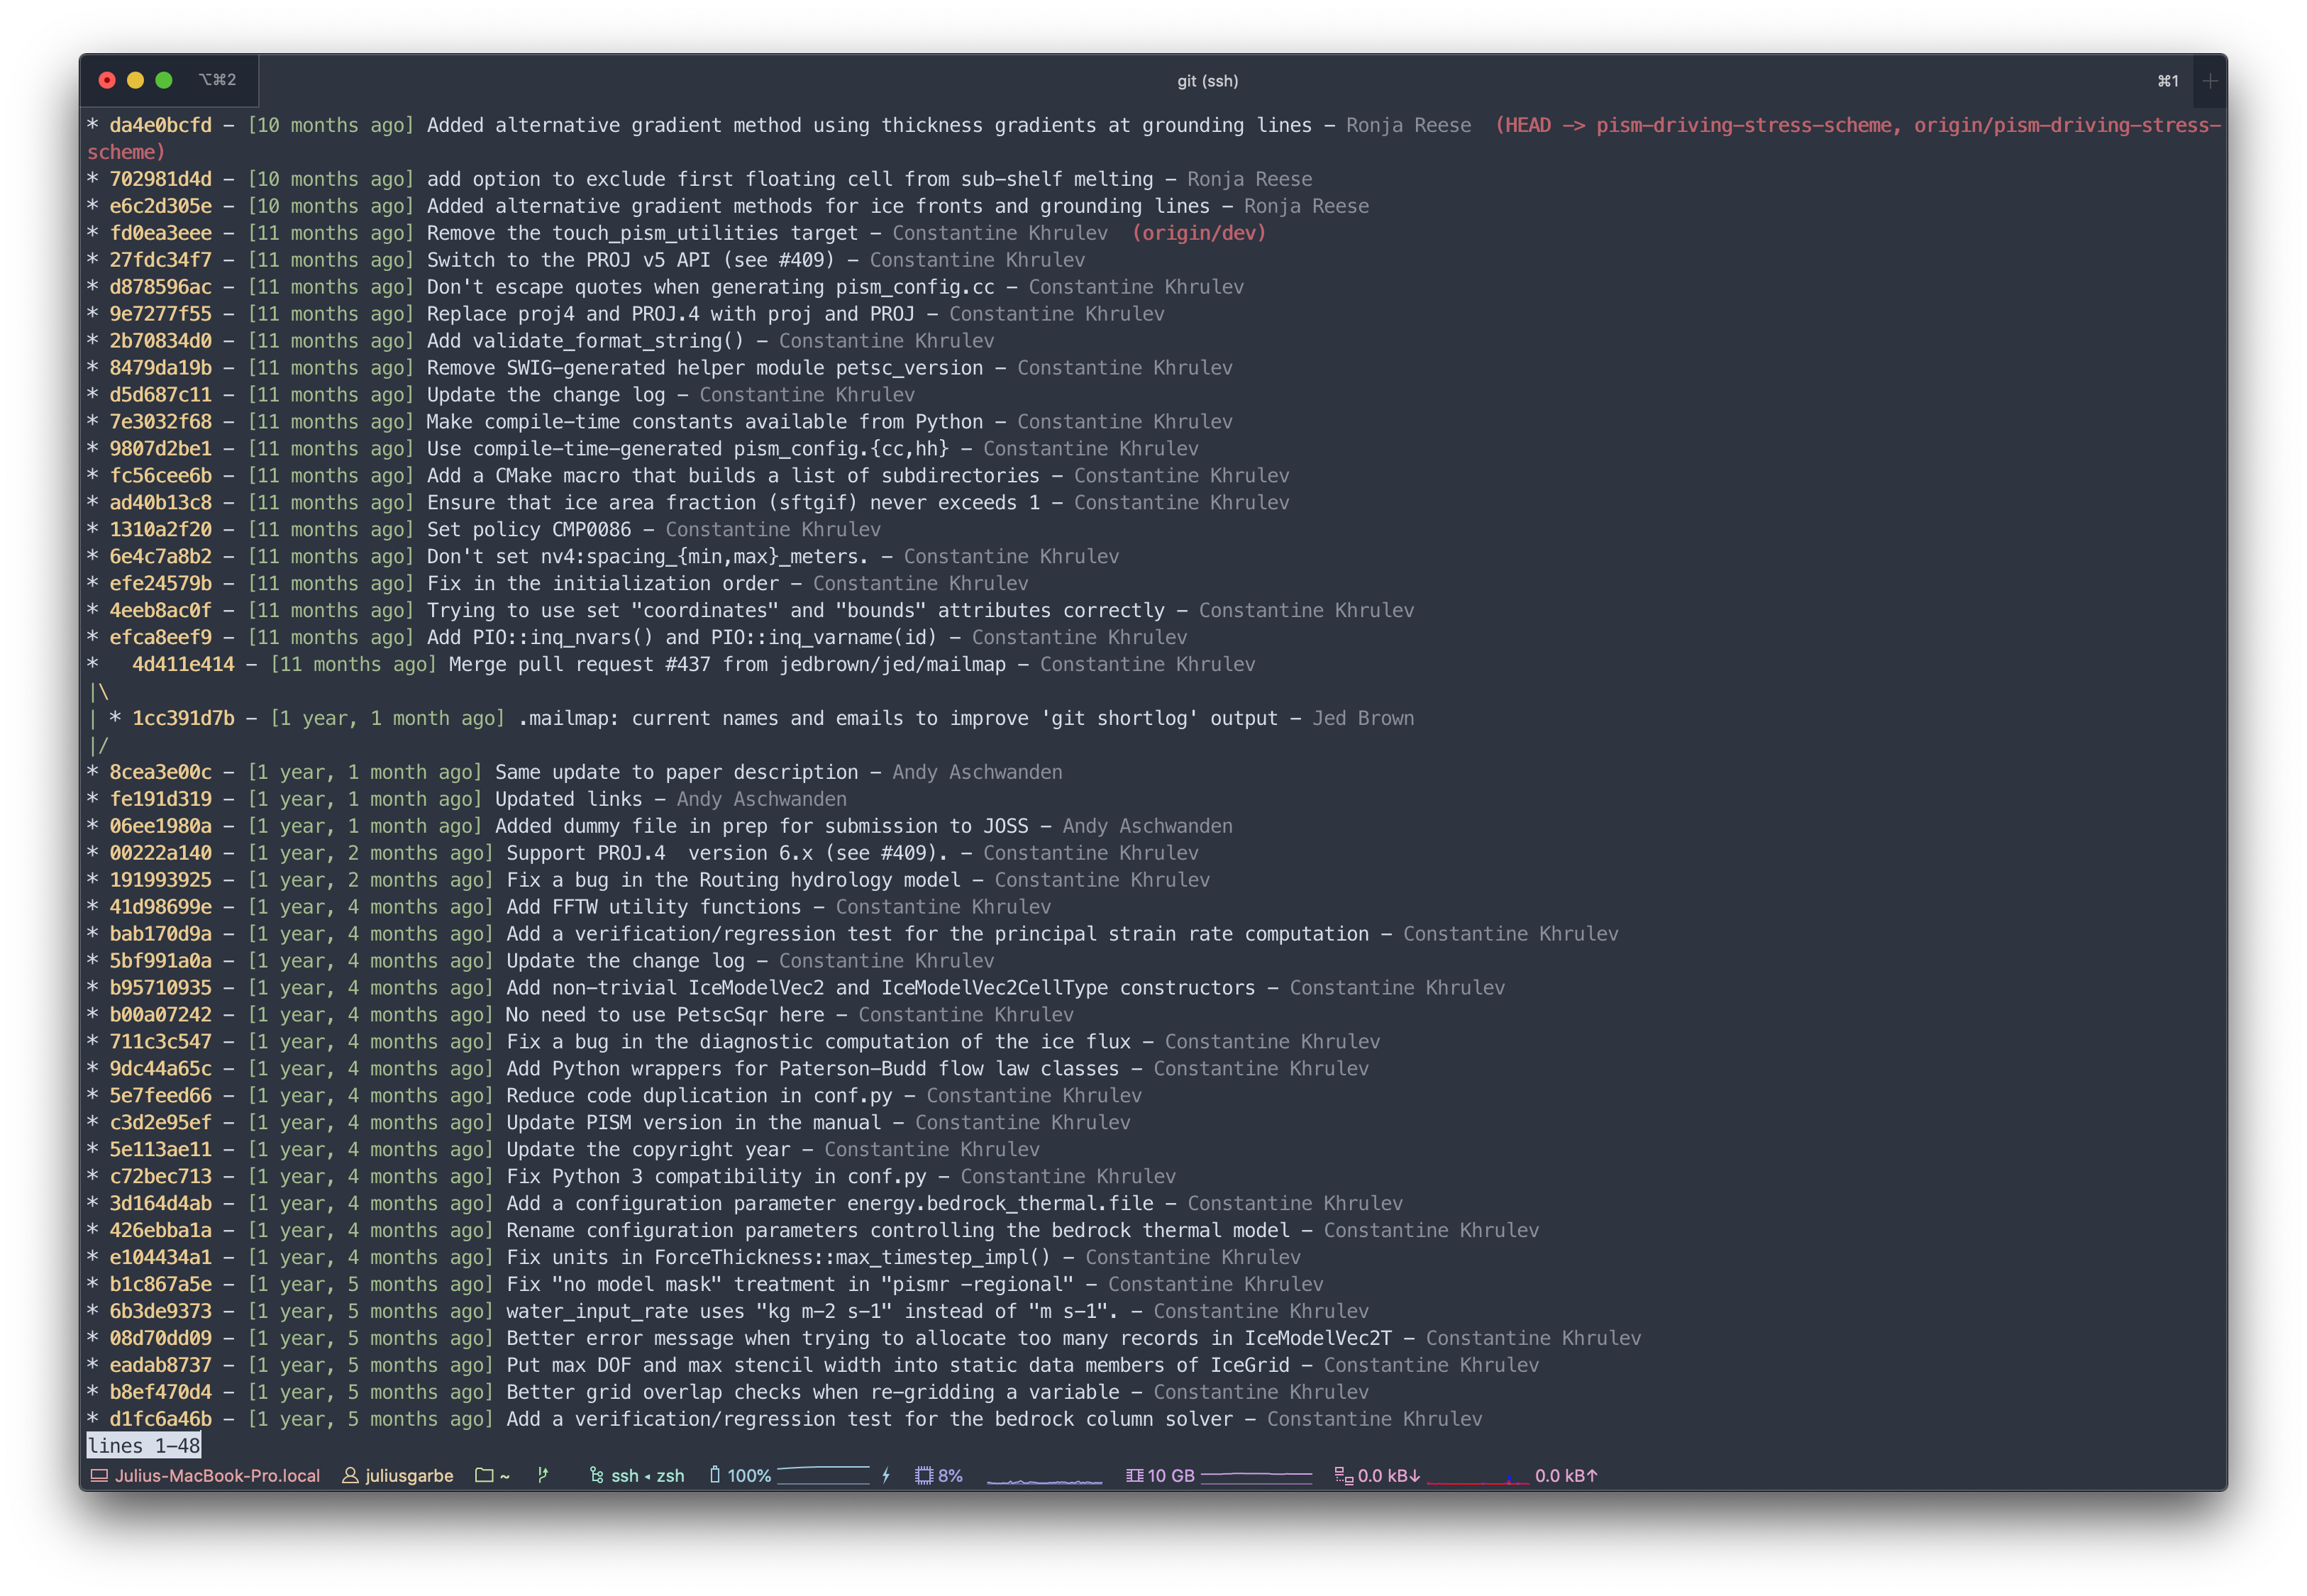 ⌥⌘2 git (ssh) ⌘1 +
* da4e0bcfd – [10 months ago] Added alternative gradient method using thickness gradients at grounding lines – Ronja Reese  (HEAD –> pism–driving–stress–scheme, origin/pism–driving–stress–
scheme)
* 702981d4d – [10 months ago] add option to exclude first floating cell from sub–shelf melting – Ronja Reese
* e6c2d305e – [10 months ago] Added alternative gradient methods for ice fronts and grounding lines – Ronja Reese
* fd0ea3eee – [11 months ago] Remove the touch_pism_utilities target – Constantine Khrulev  (origin/dev)
* 27fdc34f7 – [11 months ago] Switch to the PROJ v5 API (see #409) – Constantine Khrulev
* d878596ac – [11 months ago] Don't escape quotes when generating pism_config.cc – Constantine Khrulev
* 9e7277f55 – [11 months ago] Replace proj4 and PROJ.4 with proj and PROJ – Constantine Khrulev
* 2b70834d0 – [11 months ago] Add validate_format_string() – Constantine Khrulev
* 8479da19b – [11 months ago] Remove SWIG–generated helper module petsc_version – Constantine Khrulev
* d5d687c11 – [11 months ago] Update the change log – Constantine Khrulev
* 7e3032f68 – [11 months ago] Make compile–time constants available from Python – Constantine Khrulev
* 9807d2be1 – [11 months ago] Use compile–time–generated pism_config.{cc,hh} – Constantine Khrulev
* fc56cee6b – [11 months ago] Add a CMake macro that builds a list of subdirectories – Constantine Khrulev
* ad40b13c8 – [11 months ago] Ensure that ice area fraction (sftgif) never exceeds 1 – Constantine Khrulev
* 1310a2f20 – [11 months ago] Set policy CMP0086 – Constantine Khrulev
* 6e4c7a8b2 – [11 months ago] Don't set nv4:spacing_{min,max}_meters. – Constantine Khrulev
* efe24579b – [11 months ago] Fix in the initialization order – Constantine Khrulev
* 4eeb8ac0f – [11 months ago] Trying to use set "coordinates" and "bounds" attributes correctly – Constantine Khrulev
* efca8eef9 – [11 months ago] Add PIO::inq_nvars() and PIO::inq_varname(id) – Constantine Khrulev
*   4d411e414 – [11 months ago] Merge pull request #437 from jedbrown/jed/mailmap – Constantine Khrulev
|\
| * 1cc391d7b – [1 year, 1 month ago] .mailmap: current names and emails to improve 'git shortlog' output – Jed Brown
|/
* 8cea3e00c – [1 year, 1 month ago] Same update to paper description – Andy Aschwanden
* fe191d319 – [1 year, 1 month ago] Updated links – Andy Aschwanden
* 06ee1980a – [1 year, 1 month ago] Added dummy file in prep for submission to JOSS – Andy Aschwanden
* 00222a140 – [1 year, 2 months ago] Support PROJ.4  version 6.x (see #409). – Constantine Khrulev
* 191993925 – [1 year, 2 months ago] Fix a bug in the Routing hydrology model – Constantine Khrulev
* 41d98699e – [1 year, 4 months ago] Add FFTW utility functions – Constantine Khrulev
* bab170d9a – [1 year, 4 months ago] Add a verification/regression test for the principal strain rate computation – Constantine Khrulev
* 5bf991a0a – [1 year, 4 months ago] Update the change log – Constantine Khrulev
* b95710935 – [1 year, 4 months ago] Add non–trivial IceModelVec2 and IceModelVec2CellType constructors – Constantine Khrulev
* b00a07242 – [1 year, 4 months ago] No need to use PetscSqr here – Constantine Khrulev
* 711c3c547 – [1 year, 4 months ago] Fix a bug in the diagnostic computation of the ice flux – Constantine Khrulev
* 9dc44a65c – [1 year, 4 months ago] Add Python wrappers for Paterson–Budd flow law classes – Constantine Khrulev
* 5e7feed66 – [1 year, 4 months ago] Reduce code duplication in conf.py – Constantine Khrulev
* c3d2e95ef – [1 year, 4 months ago] Update PISM version in the manual – Constantine Khrulev
* 5e113ae11 – [1 year, 4 months ago] Update the copyright year – Constantine Khrulev
* c72bec713 – [1 year, 4 months ago] Fix Python 3 compatibility in conf.py – Constantine Khrulev
* 3d164d4ab – [1 year, 4 months ago] Add a configuration parameter energy.bedrock_thermal.file – Constantine Khrulev
* 426ebba1a – [1 year, 4 months ago] Rename configuration parameters controlling the bedrock thermal model – Constantine Khrulev
* e104434a1 – [1 year, 4 months ago] Fix units in ForceThickness::max_timestep_impl() – Constantine Khrulev
* b1c867a5e – [1 year, 5 months ago] Fix "no model mask" treatment in "pismr –regional" – Constantine Khrulev
* 6b3de9373 – [1 year, 5 months ago] water_input_rate uses "kg m–2 s–1" instead of "m s–1". – Constantine Khrulev
* 08d70dd09 – [1 year, 5 months ago] Better error message when trying to allocate too many records in IceModelVec2T – Constantine Khrulev
* eadab8737 – [1 year, 5 months ago] Put max DOF and max stencil width into static data members of IceGrid – Constantine Khrulev
* b8ef470d4 – [1 year, 5 months ago] Better grid overlap checks when re–gridding a variable – Constantine Khrulev
* d1fc6a46b – [1 year, 5 months ago] Add a verification/regression test for the bedrock column solver – Constantine Khrulev
lines 1–48
Julius-MacBook-Pro.local juliusgarbe ~ ssh ◂ zsh 100% 8% 10 GB 0.0 kB↓ 0.0 kB↑